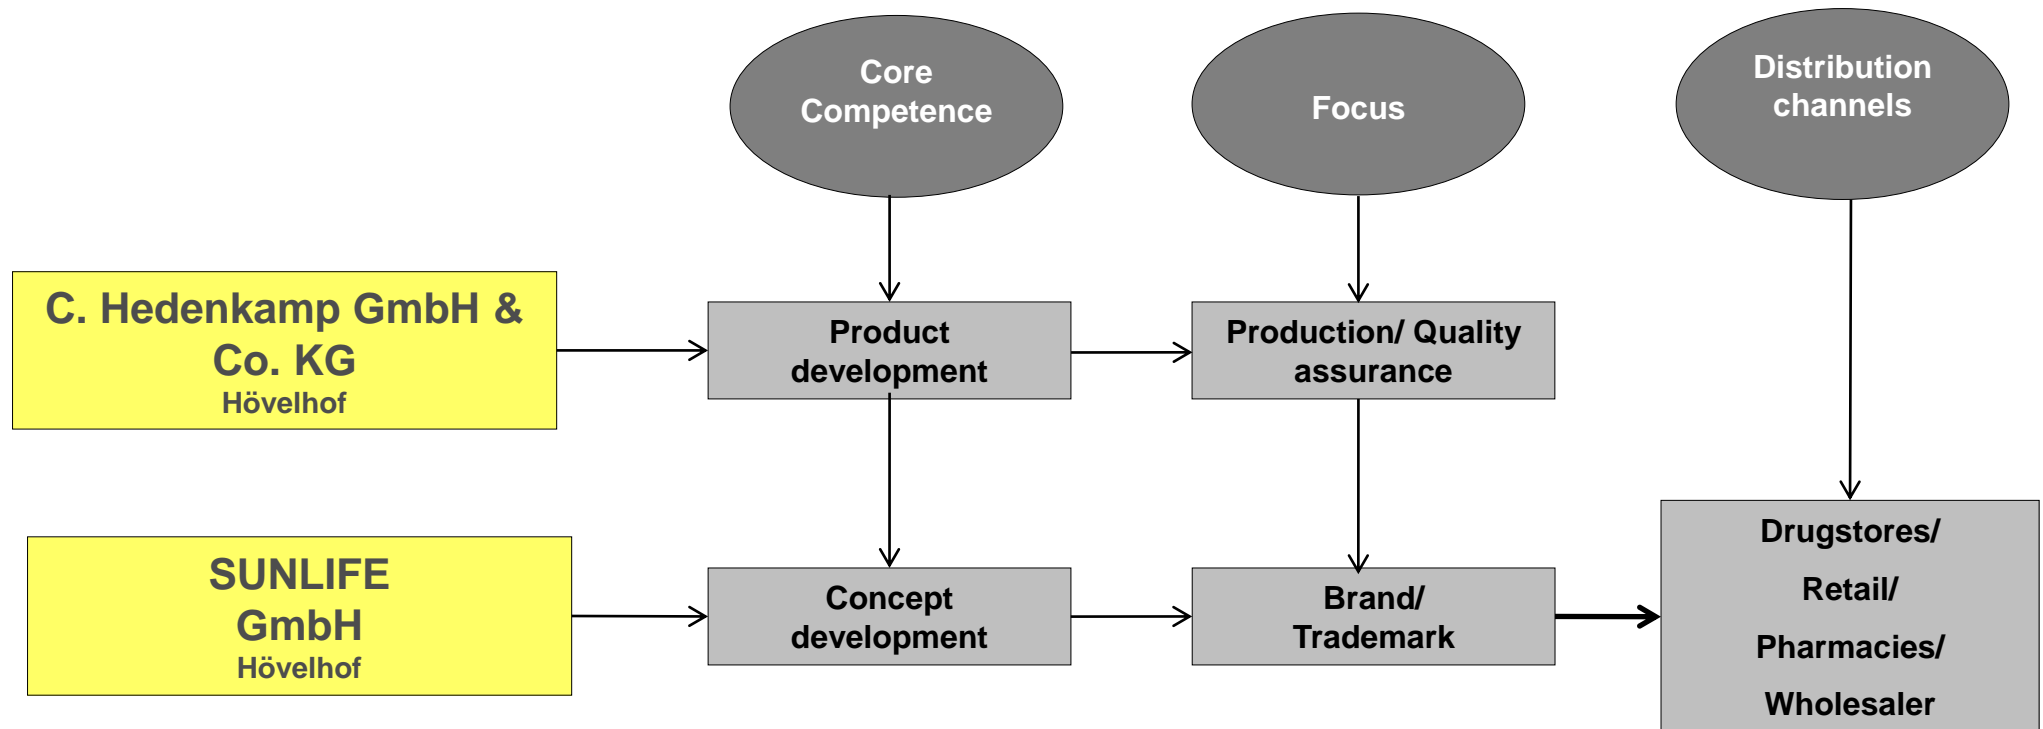 Core
Competence
Focus
Distribution
channels
C. Hedenkamp GmbH &
Co. KG
Hövelhof
Product
development
Production/ Quality
assurance
SUNLIFE
GmbH
Hövelhof
Concept
development
Brand/
Trademark
Drugstores/
Retail/
Pharmacies/
Wholesaler